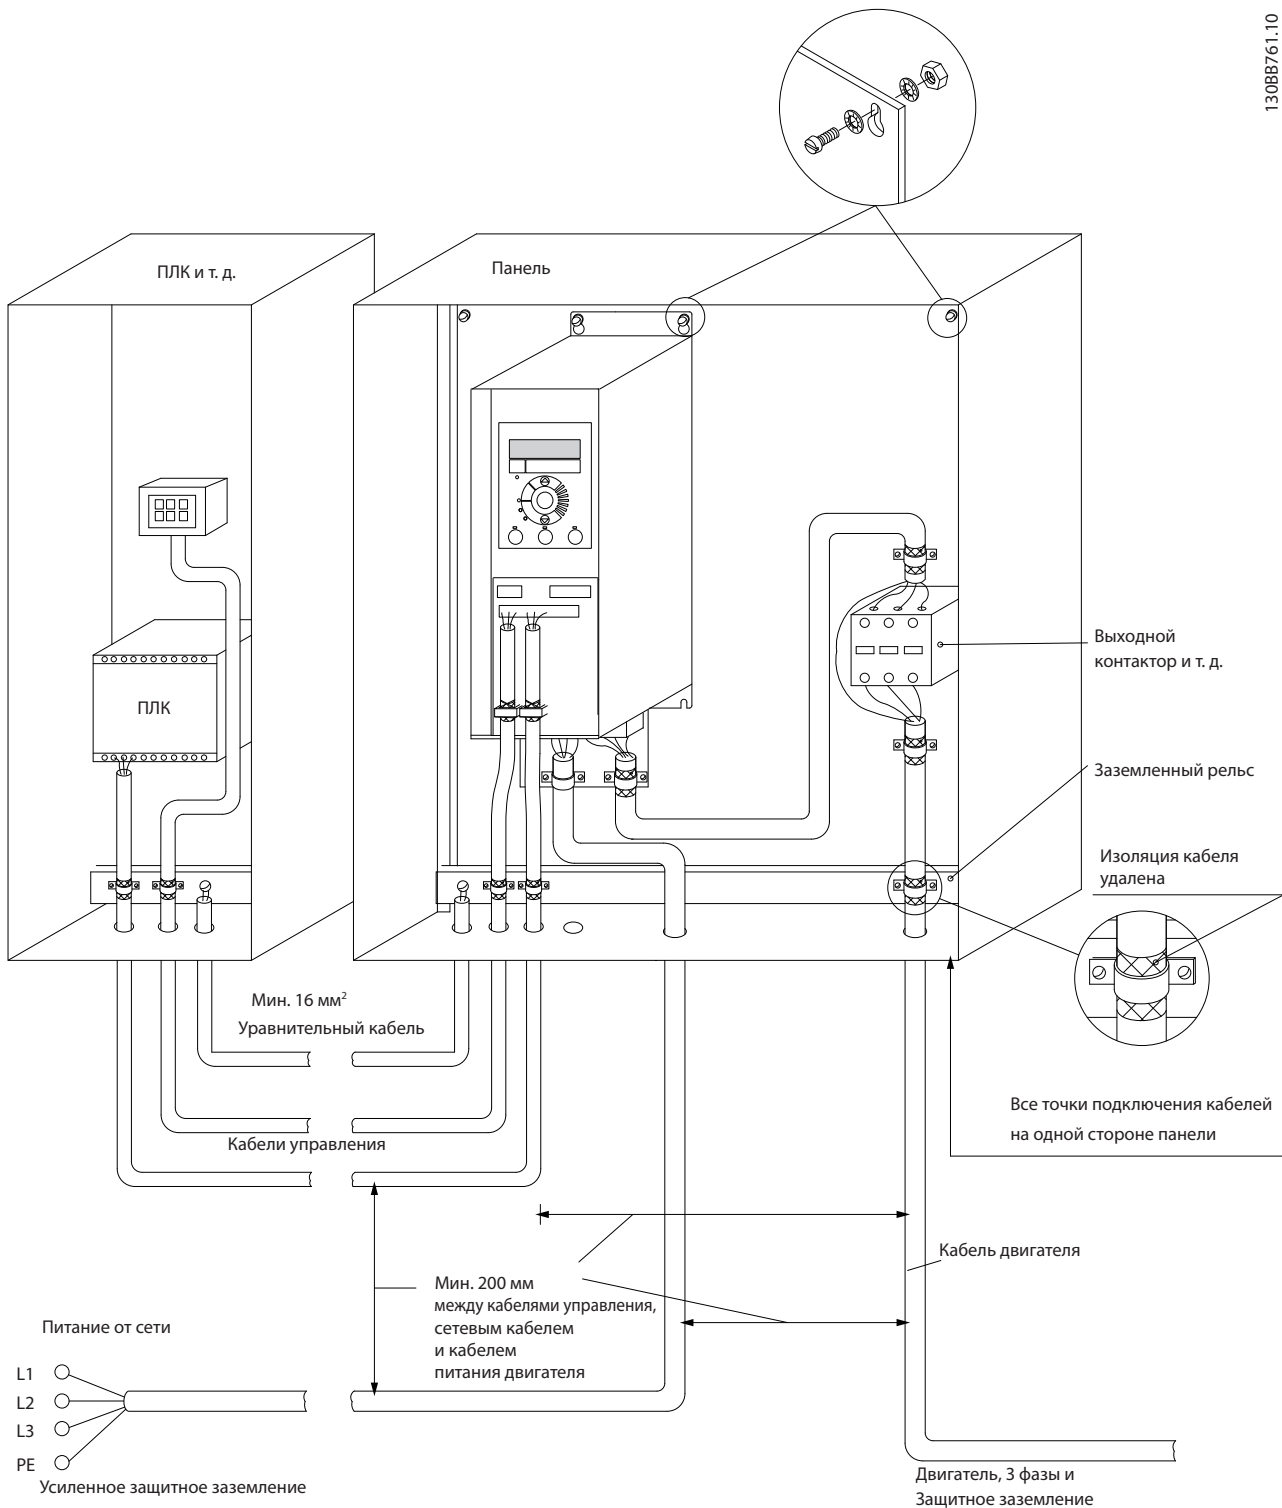 130BB761.10
ПЛК и т. д.
Панель
ПЛК
Выходной
контактор и т. д.
Заземленный рельс
Изоляция кабеля
удалена
Мин. 16 мм²
Уравнительный кабель
Все точки подключения кабелей
на одной стороне панели
Кабели управления
Кабель двигателя
Мин. 200 мм
между кабелями управления,
сетевым кабелем
и кабелем
питания двигателя
Питание от сети
L1
L2
L3
PE
Усиленное защитное заземление
Двигатель, 3 фазы и
Защитное заземление